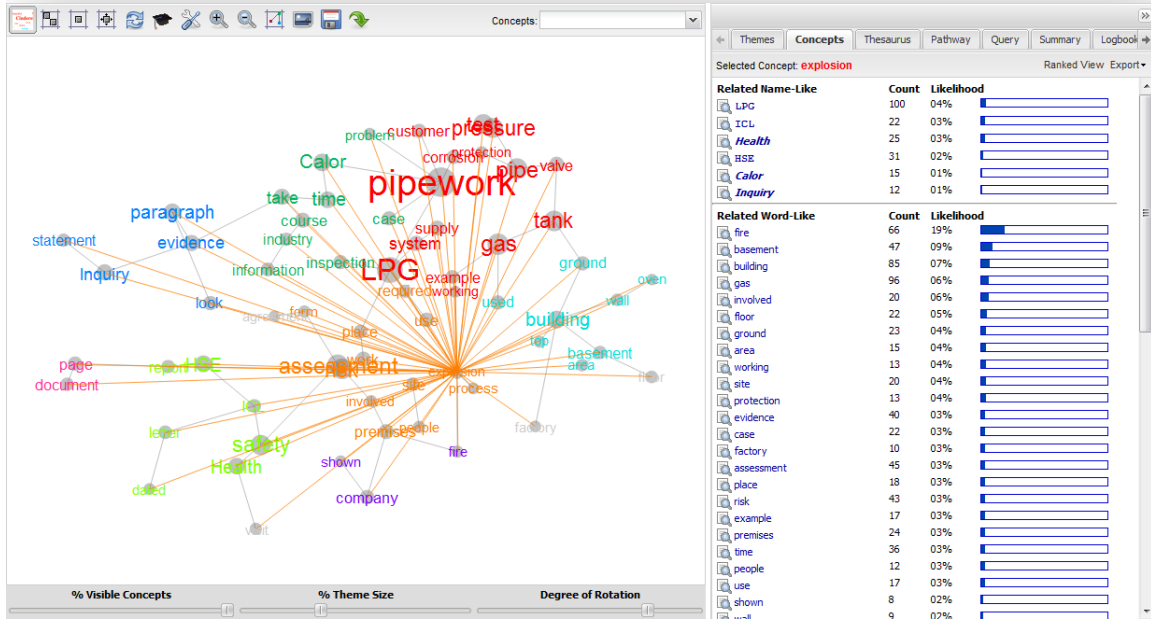 Concepts:
Themes Concepts Thesaurus Pathway Query Summary Logbook
Selected Concept: explosion Ranked View Export
Related Name-Like Count Likelihood
LPG 100 04%
ICL 22 03%
Health 25 03%
HSE 31 02%
Calor 15 01%
Inquiry 12 01%
Related Word-Like Count Likelihood
fire 66 19%
basement 47 09%
building 85 07%
gas 96 06%
involved 20 06%
floor 22 05%
ground 23 04%
area 15 04%
working 13 04%
site 20 04%
protection 13 04%
evidence 40 03%
case 22 03%
factory 10 03%
assessment 45 03%
place 18 03%
risk 43 03%
example 17 03%
premises 24 03%
time 36 03%
people 12 03%
use 17 03%
shown 8 02%
wall 9 02%
problem
customer
test
pressure
corrosion
protection
Calor
pipe
valve
pipework
take
time
paragraph
course
case
supply
tank
statement
evidence
industry
system
gas
Inquiry
information
inspection
LPG
example
ground
required
working
oven
look
agreement
form
used
wall
place
use
building
top
page
report
HSE
assessment
work
risk
explosion
basement
area
document
site
process
floor
ICL
involved
letter
premises
people
factory
safety
fire
Health
shown
dated
company
visit
% Visible Concepts % Theme Size Degree of Rotation